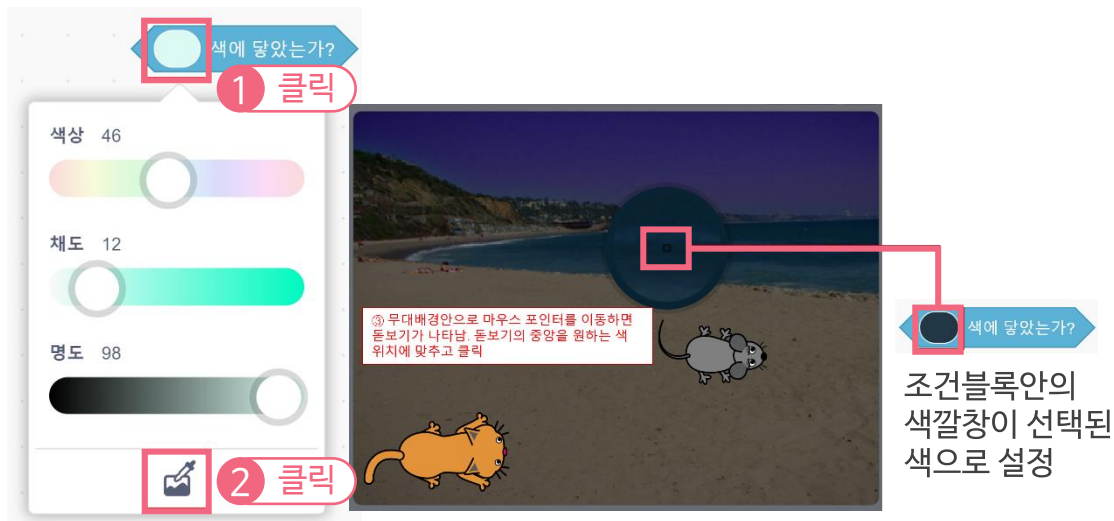 색에 닿았는가?
1 클릭
색상 46
채도 12
명도 98
2 클릭
③ 무대배경안으로 마우스 포인터를 이동하면
돋보기가 나타남. 돋보기의 중앙을 원하는 색
위치에 맞추고 클릭
색에 닿았는가?
조건블록안의
색깔창이 선택된
색으로 설정